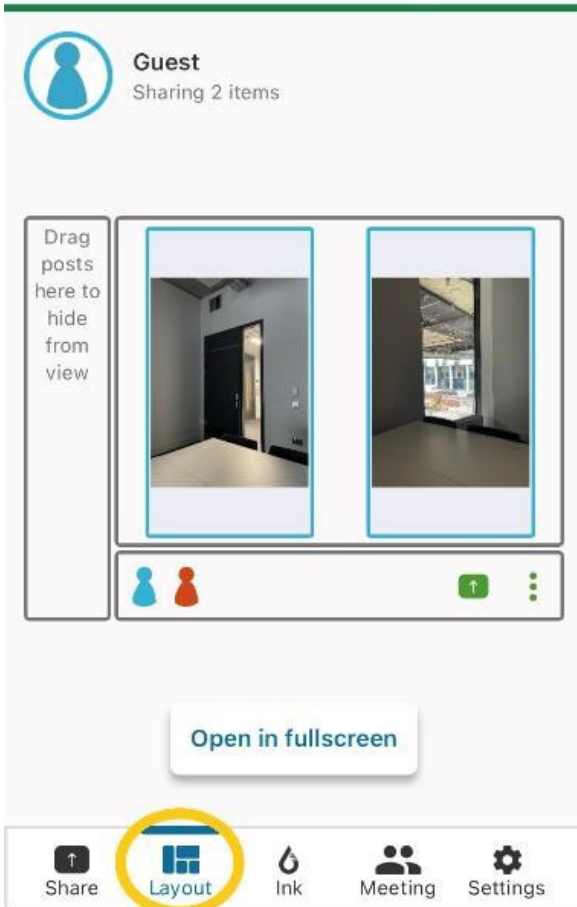 Guest
Sharing 2 items
Drag
posts
here to
hide
from
view
Open in fullscreen
Share
Layout
Ink
Meeting
Settings